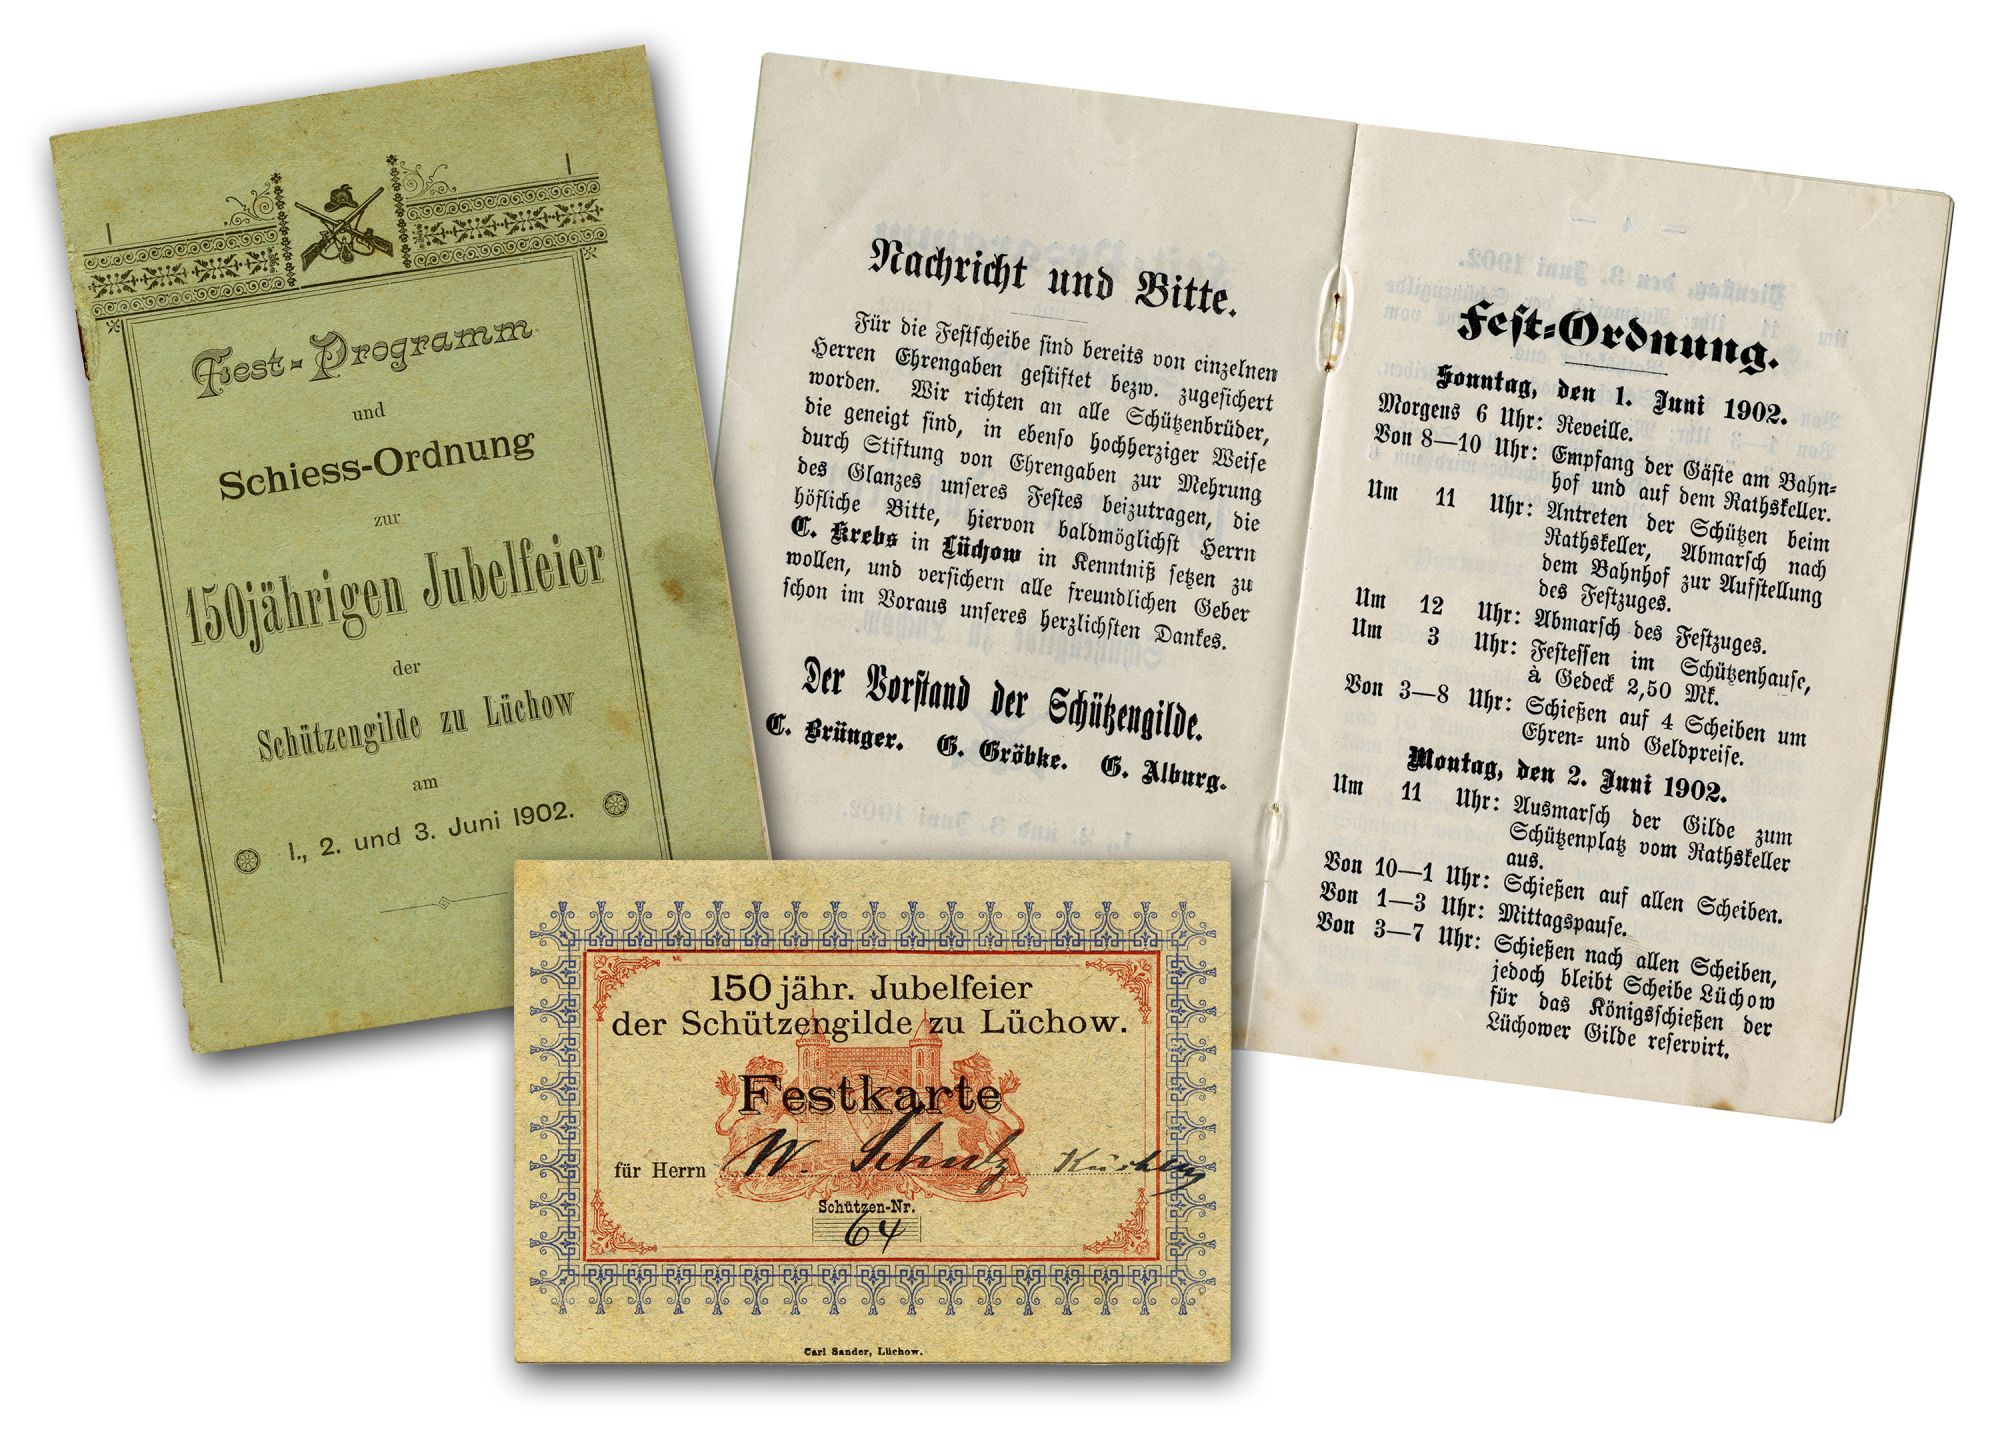 Fest-Programm
und
Schiess-Ordnung
zur
150jährigen Jubelfeier
der
Schützengilde zu Lüchow
am
1., 2. und 3. Juni 1902.
Nachricht und Bitte.
Für die Festscheibe sind bereits von einzelnen
Herren Ehrengaben gestiftet bezw. zugesichert
worden. Wir richten an alle Schützenbrüder,
die geneigt sind, in ebenso hochherziger Weise
durch Stiftung von Ehrengaben zur Mehrung
des Glanzes unseres Festes beizutragen, die
höfliche Bitte, hiervon baldmöglichst Herrn
C. Krebs in Lüchow in Kenntniß setzen zu
wollen, und versichern alle freundlichen Geber
schon im Voraus unseres herzlichsten Dankes.
Der Vorstand der Schützengilde.
C. Brünger. G. Gröbke. G. Alburg.
Fest-Ordnung.
Sonntag, den 1. Juni 1902.
Morgens 6 Uhr: Reveille.
Von 8—10 Uhr: Empfang der Gäste am Bahn-
hof und auf dem Rathskeller.
Um 11 Uhr: Antreten der Schützen beim
Rathskeller, Abmarsch nach
dem Bahnhof zur Aufstellung
des Festzuges.
Um 12 Uhr: Abmarsch des Festzuges.
Um 3 Uhr: Festessen im Schützenhause,
à Gedeck 2,50 Mk.
Von 3—8 Uhr: Schießen auf 4 Scheiben um
Ehren- und Geldpreise.
Montag, den 2. Juni 1902.
Um 11 Uhr: Ausmarsch der Gilde zum
Schützenplatz vom Rathskeller
aus.
Von 10—1 Uhr: Schießen auf allen Scheiben.
Von 1—3 Uhr: Mittagspause.
Von 3—7 Uhr: Schießen nach allen Scheiben,
jedoch bleibt Scheibe Lüchow
für das Königsschießen der
Lüchower Gilde reservirt.
150 jähr. Jubelfeier
der Schützengilde zu Lüchow.
Festkarte
für Herrn W. Schulz
Schützen-Nr.
64
Carl Sander, Lüchow.